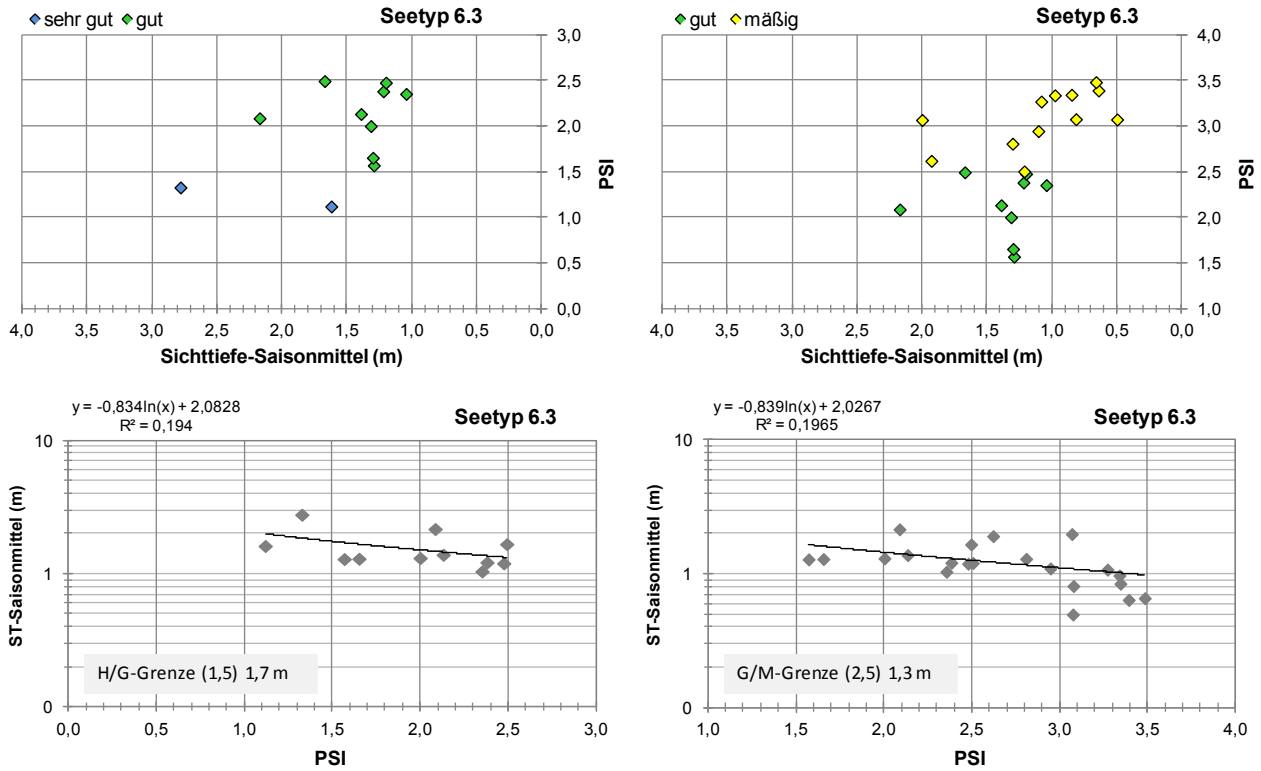 sehr gut gut
Seetyp 6.3
3,0
2,5
2,0
1,5
1,0
0,5
0,0
PSI
4,0 3,5 3,0 2,5 2,0 1,5 1,0 0,5 0,0
Sichttiefe-Saisonmittel (m)
gut mäßig
Seetyp 6.3
4,0
3,5
3,0
2,5
2,0
1,5
1,0
PSI
4,0 3,5 3,0 2,5 2,0 1,5 1,0 0,5 0,0
Sichttiefe-Saisonmittel (m)
y = -0,834ln(x) + 2,0828
R² = 0,194
Seetyp 6.3
10
1
0
ST-Saisonmittel (m)
H/G-Grenze (1,5) 1,7 m
0,0 0,5 1,0 1,5 2,0 2,5 3,0
PSI
y = -0,839ln(x) + 2,0267
R² = 0,1965
Seetyp 6.3
10
1
0
ST-Saisonmittel (m)
G/M-Grenze (2,5) 1,3 m
1,0 1,5 2,0 2,5 3,0 3,5 4,0
PSI